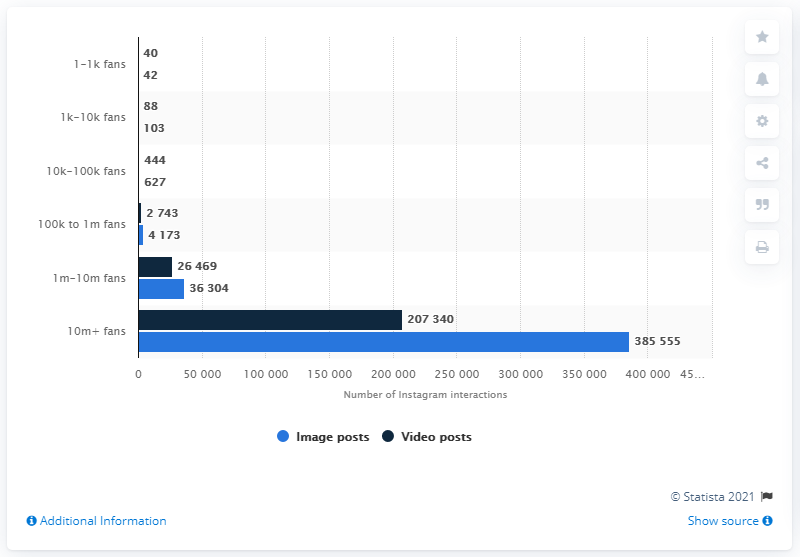 1–1k fans
40
42
1k–10k fans
88
103
10k–100k fans
444
627
100k to 1m fans
2 743
4 173
1m–10m fans
26 469
36 304
10m+ fans
207 340
385 555
0 50 000 100 000 150 000 200 000 250 000 300 000 350 000 400 000 45...
Number of Instagram interactions
Image posts Video posts
© Statista 2021
Additional Information Show source